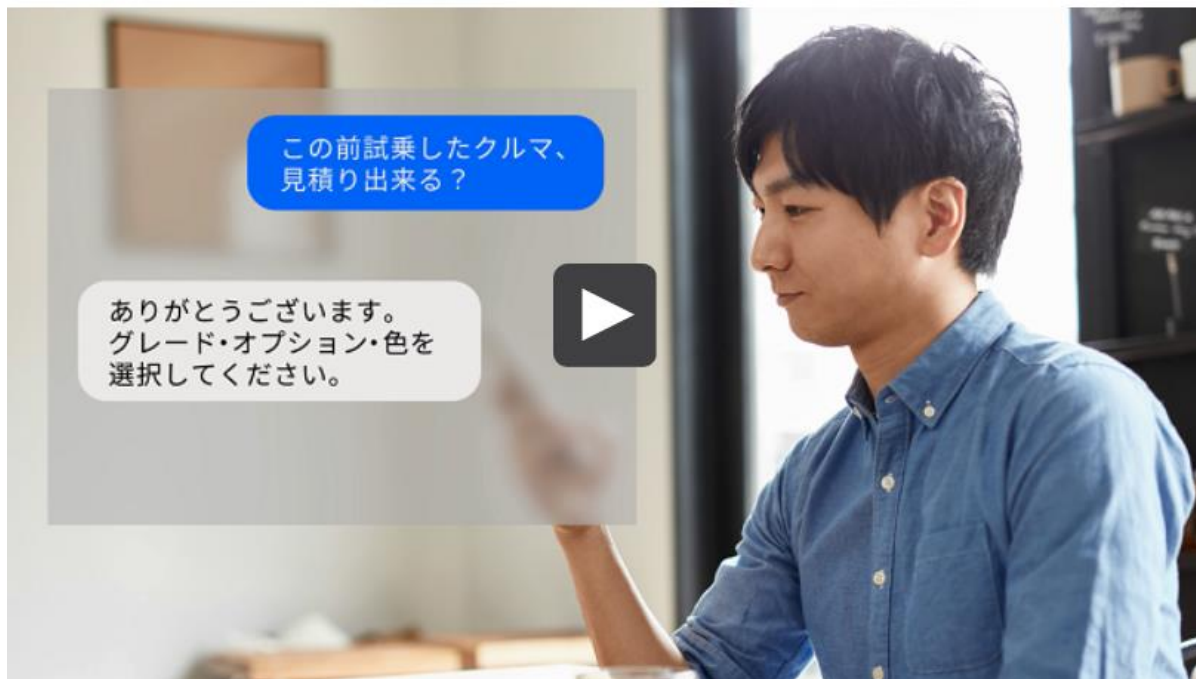 この前試乗したクルマ、
見積り出来る？
ありがとうございます。
グレード・オプション・色を
選択してください。